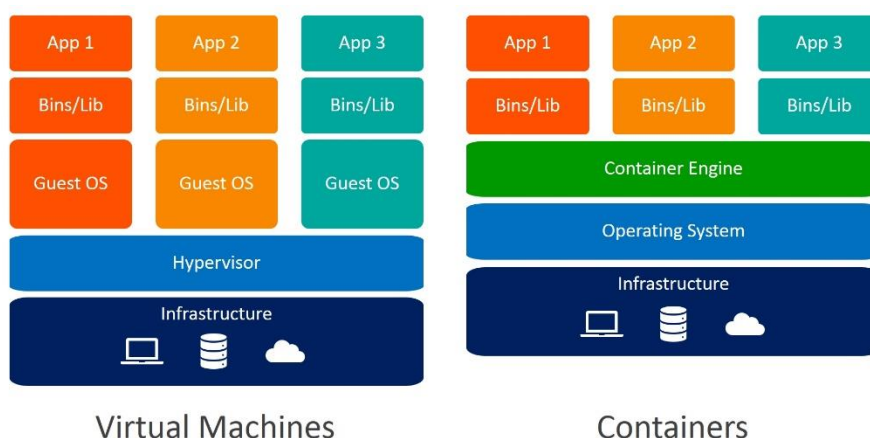 App 1
App 2
App 3
Bins/Lib
Bins/Lib
Bins/Lib
Guest OS
Guest OS
Guest OS
Hypervisor
Infrastructure
Virtual Machines
App 1
App 2
App 3
Bins/Lib
Bins/Lib
Bins/Lib
Container Engine
Operating System
Infrastructure
Containers